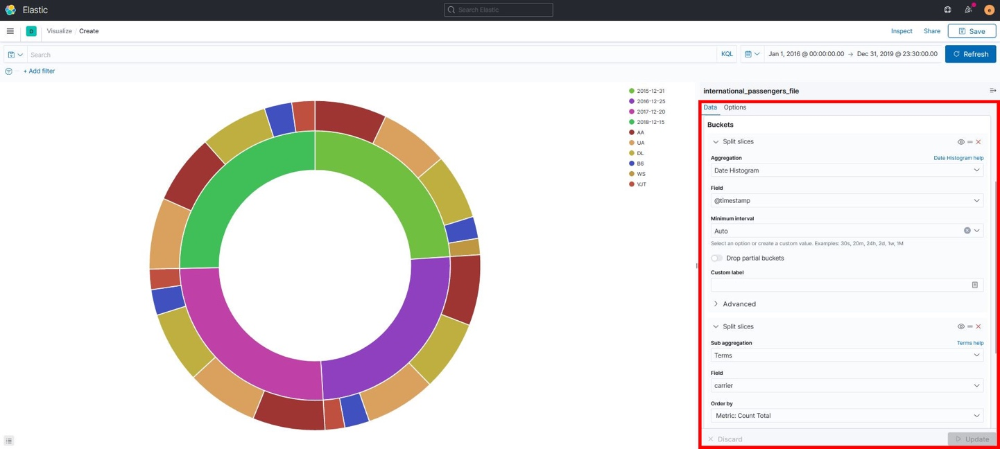 Elastic
Search Elastic
e
D
Visualize / Create
Inspect
Share
Save
Search
KQL
Jan 1, 2016 @ 00:00:00.00 → Dec 31, 2019 @ 23:30:00.00
Refresh
+ Add filter
2015-12-31
2016-12-25
2017-12-20
2018-12-15
AA
UA
DL
B6
WS
VJT
international_passengers_file
Data
Options
Buckets
Split slices
Aggregation
Date Histogram help
Date Histogram
Field
@timestamp
Minimum interval
Auto
Select an option or create a custom value. Examples: 30s, 20m, 24h, 2d, 1w, 1M
Drop partial buckets
Custom label
Advanced
Split slices
Sub aggregation
Terms help
Terms
Field
carrier
Order by
Metric: Count Total
Discard
Update